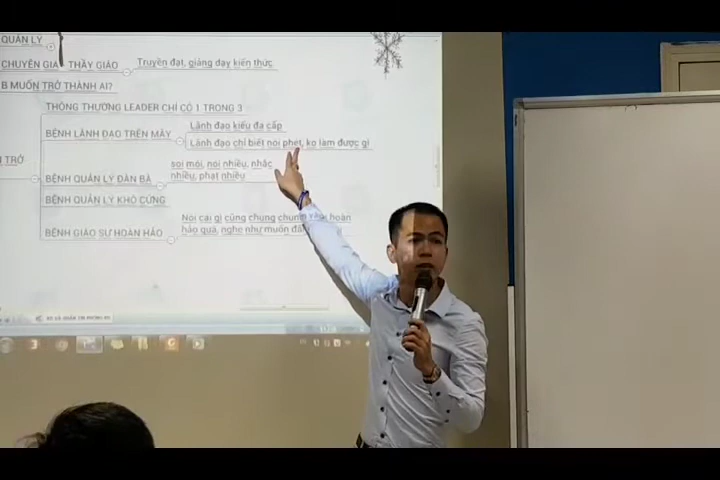 QUẢN LÝ
CHUYÊN GIA, THẦY GIÁO
Truyền đạt, giảng dạy kiến thức
B MUỐN TRỞ THÀNH AI?
THÔNG THƯỜNG LEADER CHỈ CÓ 1 TRONG 3
BỆNH LÃNH ĐẠO TRÊN MÂY
Lãnh đạo kiểu đa cấp
Lãnh đạo chỉ biết nói phét, ko làm được gì
I TRÒ
BỆNH QUẢN LÝ ĐÀN BÀ
soi mói, nói nhiều, nhắc
nhiều, phạt nhiều
BỆNH QUẢN LÝ KHÔ CỨNG
BỆNH GIÁO SƯ HOÀN HẢO
Nói cái gì cũng chung chung, hoàn
hảo quá, nghe như muốn